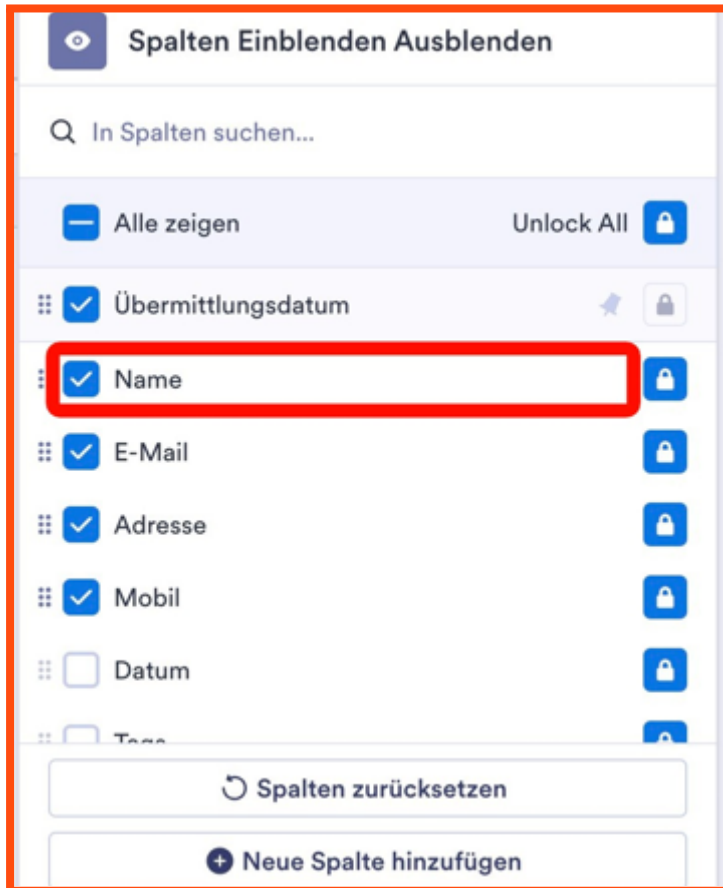 Spalten Einblenden Ausblenden
In Spalten suchen...
Alle zeigen Unlock All
Übermittlungsdatum
Name
E-Mail
Adresse
Mobil
Datum
Tags
Spalten zurücksetzen
Neue Spalte hinzufügen